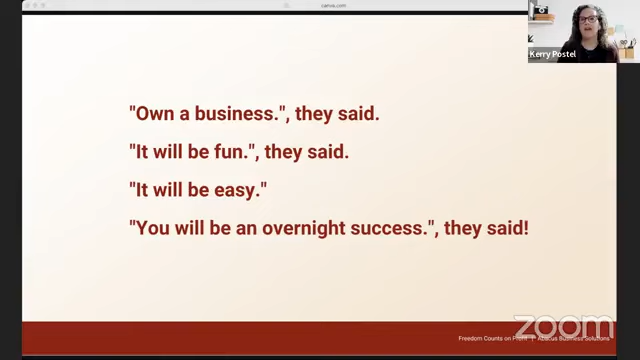 canva.com
Kerry Postel
"Own a business.", they said.
"It will be fun.", they said.
"It will be easy."
"You will be an overnight success.", they said!
zoom
Freedom Counts on Profit | Abacus Business Solutions